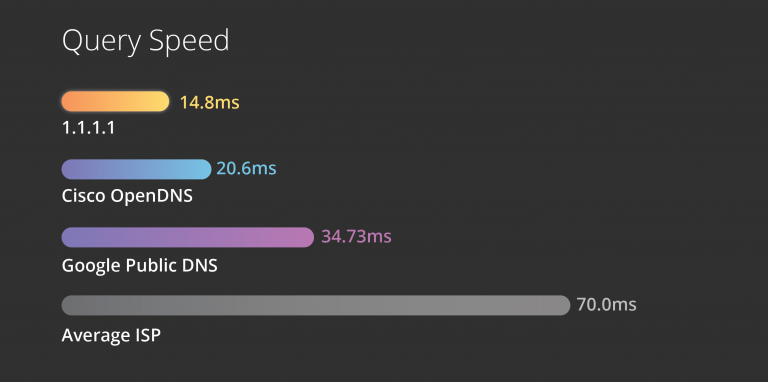 Query Speed
14.8ms
1.1.1.1
20.6ms
Cisco OpenDNS
34.73ms
Google Public DNS
70.0ms
Average ISP